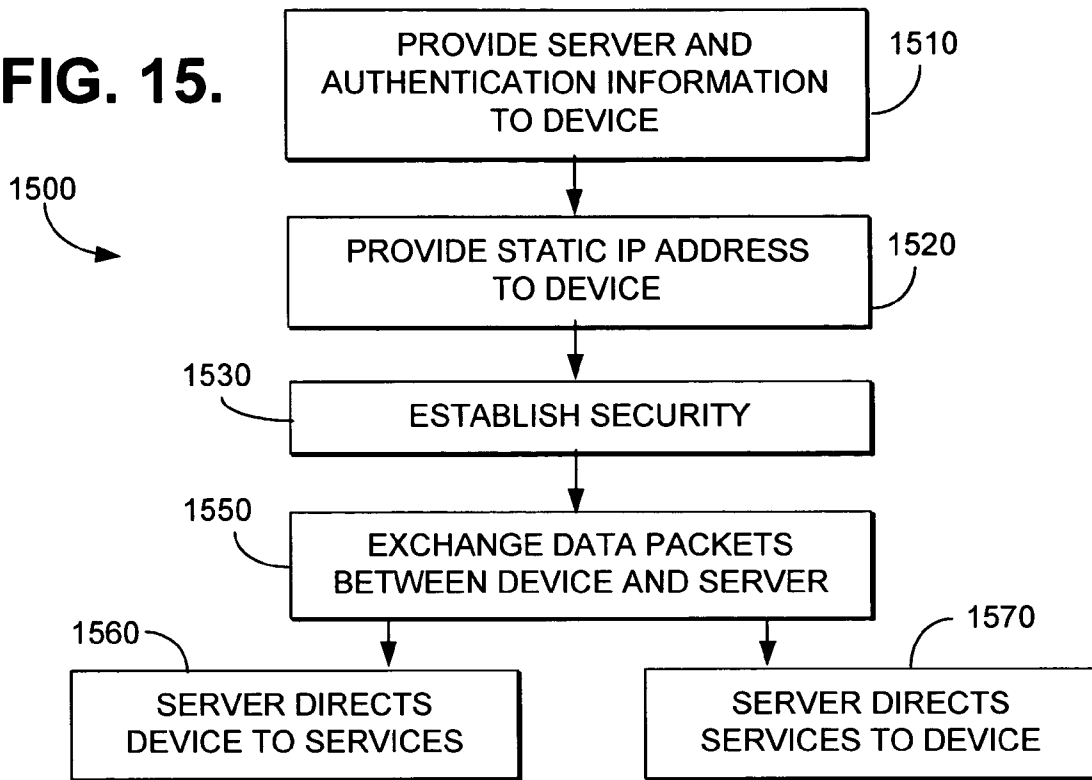 FIG. 15.
1500
PROVIDE SERVER AND
AUTHENTICATION INFORMATION
TO DEVICE
1510
PROVIDE STATIC IP ADDRESS
TO DEVICE
1520
1530
ESTABLISH SECURITY
1550
EXCHANGE DATA PACKETS
BETWEEN DEVICE AND SERVER
1560
SERVER DIRECTS
DEVICE TO SERVICES
1570
SERVER DIRECTS
SERVICES TO DEVICE